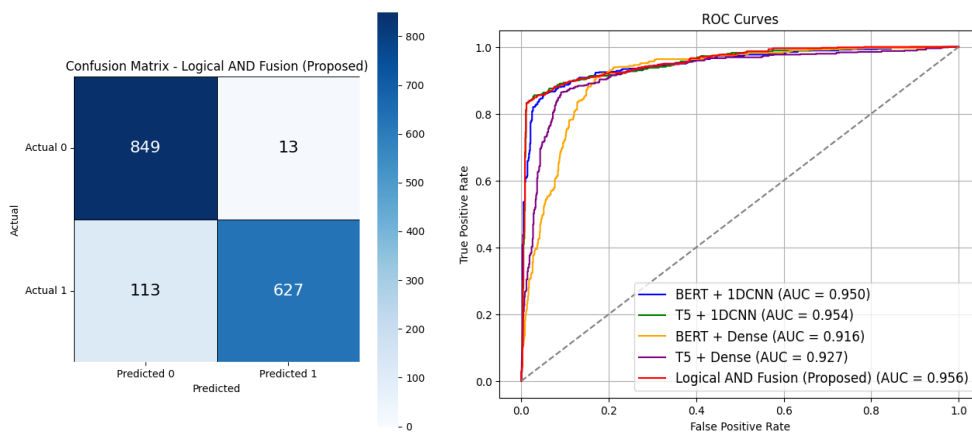 Confusion Matrix - Logical AND Fusion (Proposed)
Actual
Actual 0
Actual 1
849
13
113
627
Predicted 0
Predicted 1
Predicted
800
700
600
500
400
300
200
100
0
ROC Curves
True Positive Rate
1.0
0.8
0.6
0.4
0.2
0.0
BERT + 1DCNN (AUC = 0.950)
T5 + 1DCNN (AUC = 0.954)
BERT + Dense (AUC = 0.916)
T5 + Dense (AUC = 0.927)
Logical AND Fusion (Proposed) (AUC = 0.956)
0.0
0.2
0.4
0.6
0.8
1.0
False Positive Rate